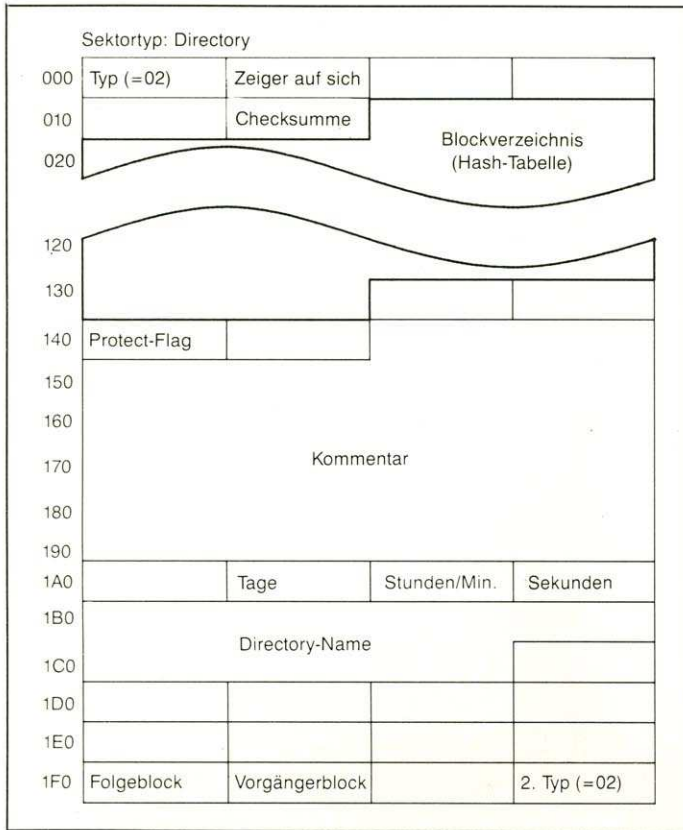 Sektortyp: Directory
000 Typ (=02) Zeiger auf sich
010 Checksumme
Blockverzeichnis
(Hash-Tabelle)
020
120
130
140 Protect-Flag
150
160
170 Kommentar
180
190
1A0 Tage Stunden/Min. Sekunden
1B0
Directory-Name
1C0
1D0
1E0
1F0 Folgeblock Vorgängerblock 2. Typ (=02)